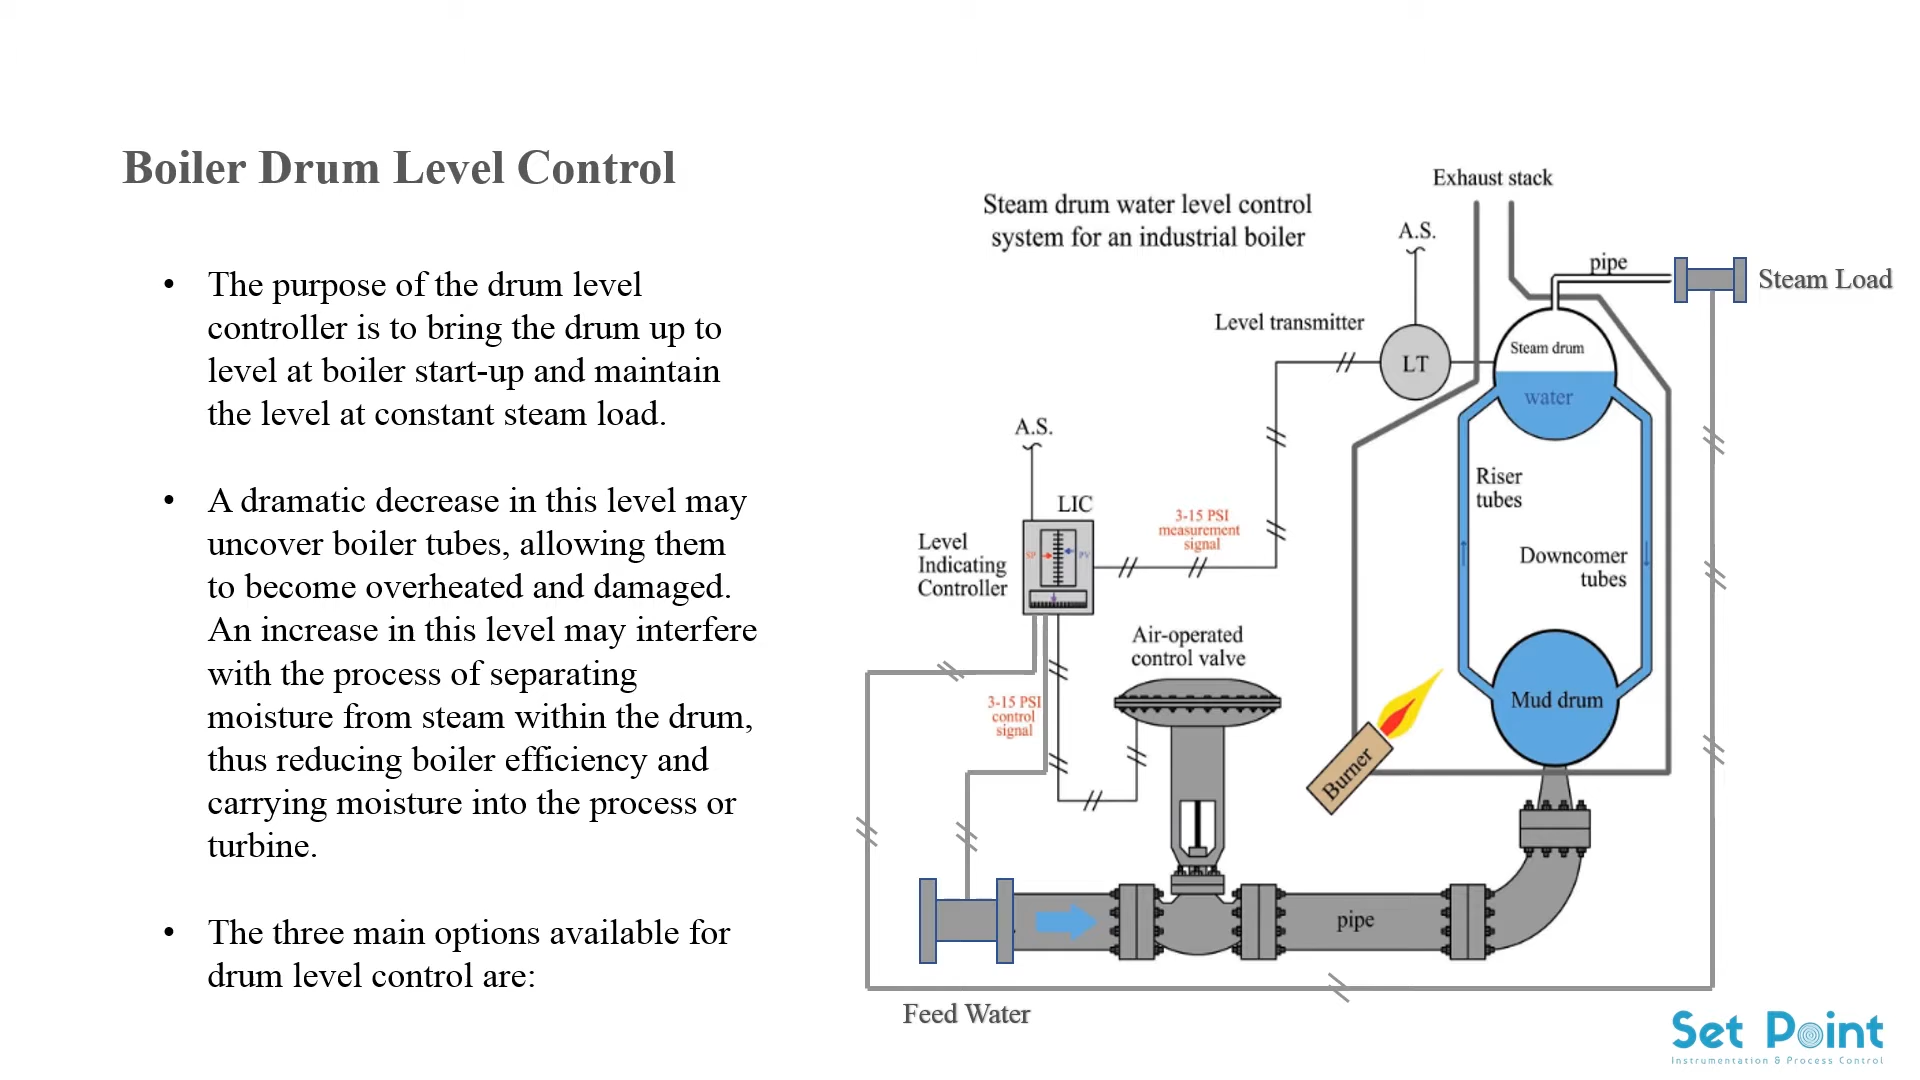 Boiler Drum Level Control
• The purpose of the drum level
controller is to bring the drum up to
level at boiler start-up and maintain
the level at constant steam load.
• A dramatic decrease in this level may
uncover boiler tubes, allowing them
to become overheated and damaged.
An increase in this level may interfere
with the process of separating
moisture from steam within the drum,
thus reducing boiler efficiency and
carrying moisture into the process or
turbine.
• The three main options available for
drum level control are:
Steam drum water level control
system for an industrial boiler
Exhaust stack
A.S.
pipe
Steam Load
Level transmitter
LT
Steam drum
water
A.S.
LIC
Riser
tubes
3-15 PSI
measurement
signal
Level
Indicating
Controller
SP
PV
Downcomer
tubes
Air-operated
control valve
3-15 PSI
control
signal
Mud drum
Burner
pipe
Feed Water
Set Point
Instrumentation & Process Control